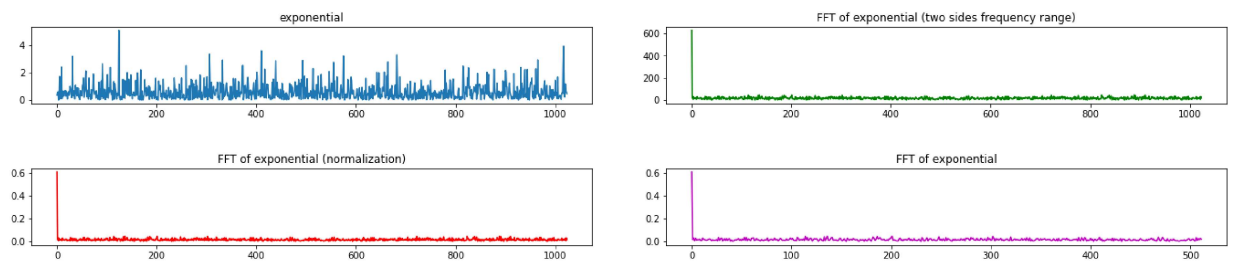 exponential
4
2
0
0 200 400 600 800 1000
FFT of exponential (two sides frequency range)
600
400
200
0
0 200 400 600 800 1000
FFT of exponential (normalization)
0.6
0.4
0.2
0.0
0 200 400 600 800 1000
FFT of exponential
0.6
0.4
0.2
0.0
0 100 200 300 400 500